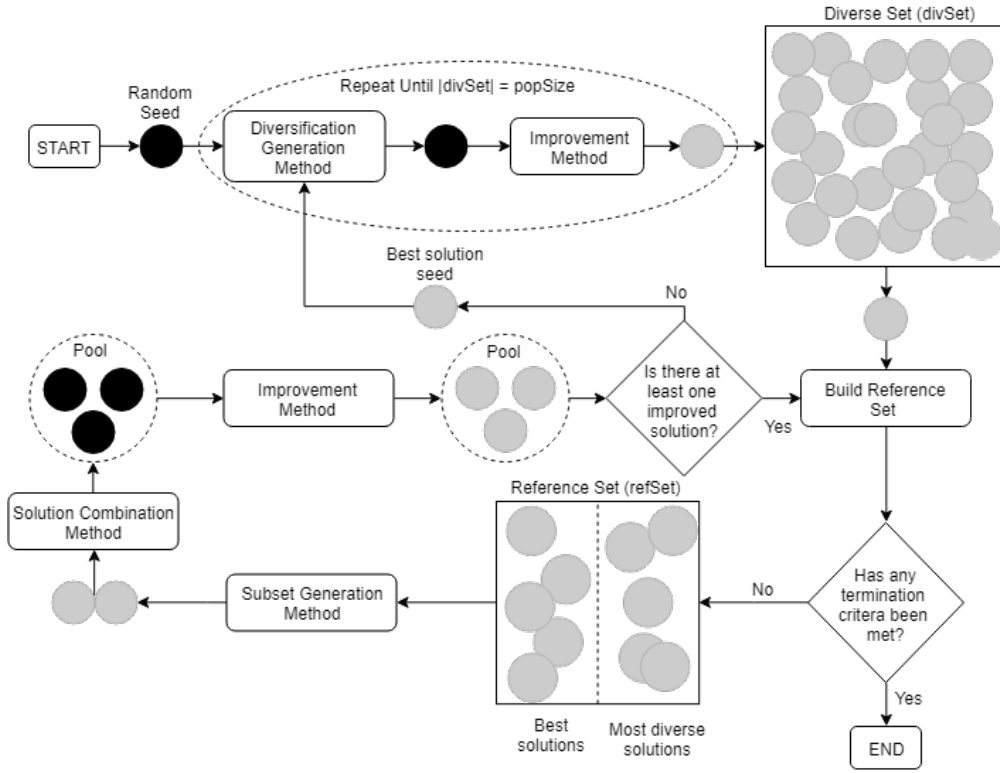 Diverse Set (divSet)
Repeat Until |divSet| = popSize
Random
Seed
START
Diversification
Generation
Method
Improvement
Method
Best solution
seed
No
Pool
Improvement
Method
Pool
Is there at
least one
improved
solution?
Yes
Build Reference
Set
Solution Combination
Method
Reference Set (refSet)
Subset Generation
Method
No
Has any
termination
critera been
met?
Yes
Best
solutions
Most diverse
solutions
END